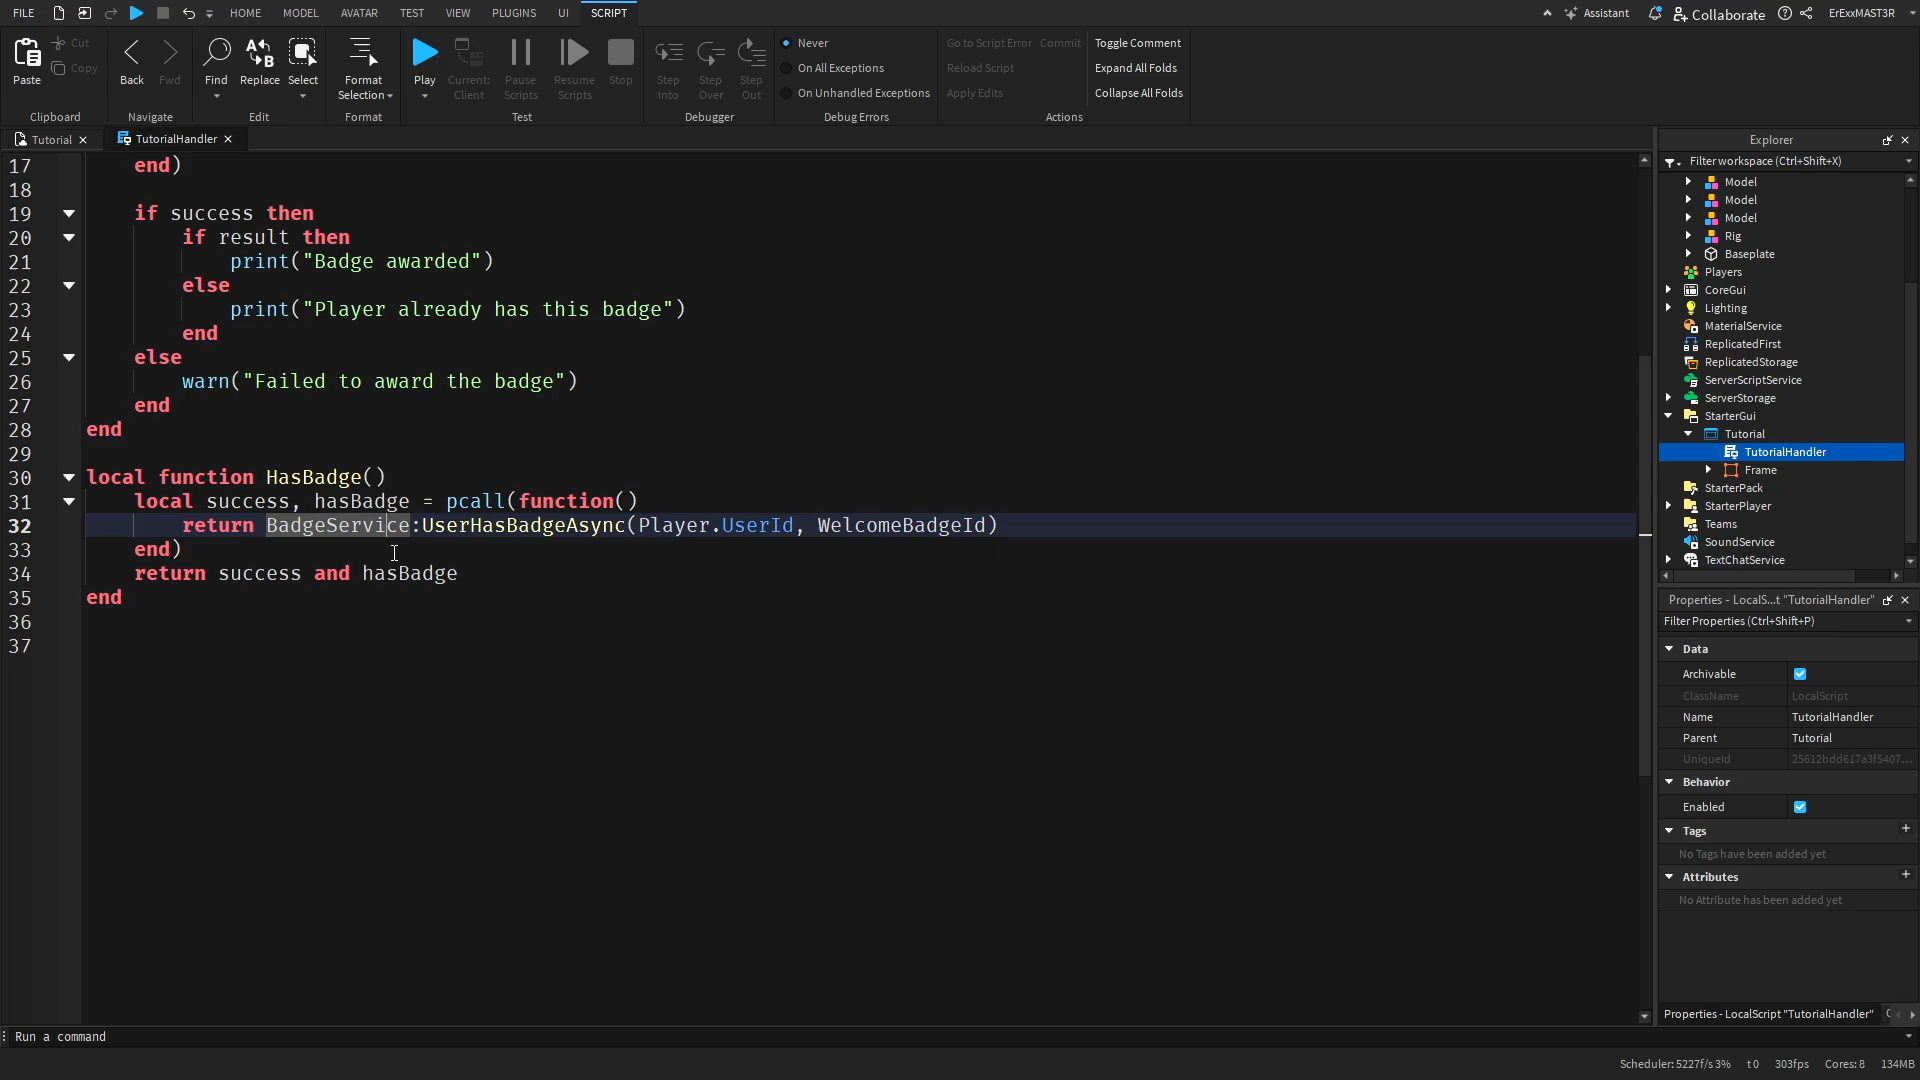 FILE HOME MODEL AVATAR TEST VIEW PLUGINS UI SCRIPT Assistant Collaborate ErExxMAST3R
Paste Cut Copy Back Fwd Find Replace Select Format Selection Play Current: Client Pause Scripts Resume Scripts Stop Step Into Step Over Step Out
Never
On All Exceptions
On Unhandled Exceptions
Go to Script Error Commit
Reload Script
Apply Edits
Toggle Comment
Expand All Folds
Collapse All Folds
Clipboard Navigate Edit Format Test Debugger Debug Errors Actions
Tutorial TutorialHandler
17 end)
18
19 if success then
20 if result then
21 print("Badge awarded")
22 else
23 print("Player already has this badge")
24 end
25 else
26 warn("Failed to award the badge")
27 end
28 end
29
30 local function HasBadge()
31 local success, hasBadge = pcall(function()
32 return BadgeService:UserHasBadgeAsync(Player.UserId, WelcomeBadgeId)
33 end)
34 return success and hasBadge
35 end
36
37
Explorer
Filter workspace (Ctrl+Shift+X)
Model
Model
Model
Rig
Baseplate
Players
CoreGui
Lighting
MaterialService
ReplicatedFirst
ReplicatedStorage
ServerScriptService
ServerStorage
StarterGui
Tutorial
TutorialHandler
Frame
StarterPack
StarterPlayer
Teams
SoundService
TextChatService
Properties - LocalS...t "TutorialHandler"
Filter Properties (Ctrl+Shift+P)
Data
Archivable
ClassName LocalScript
Name TutorialHandler
Parent Tutorial
UniqueId 25612bdd617a3f5407...
Behavior
Enabled
Tags +
No Tags have been added yet
Attributes +
No Attribute has been added yet
Properties - LocalScript "TutorialHandler"
Run a command
Scheduler: 5227f/s 3% t 0 303fps Cores: 8 134MB